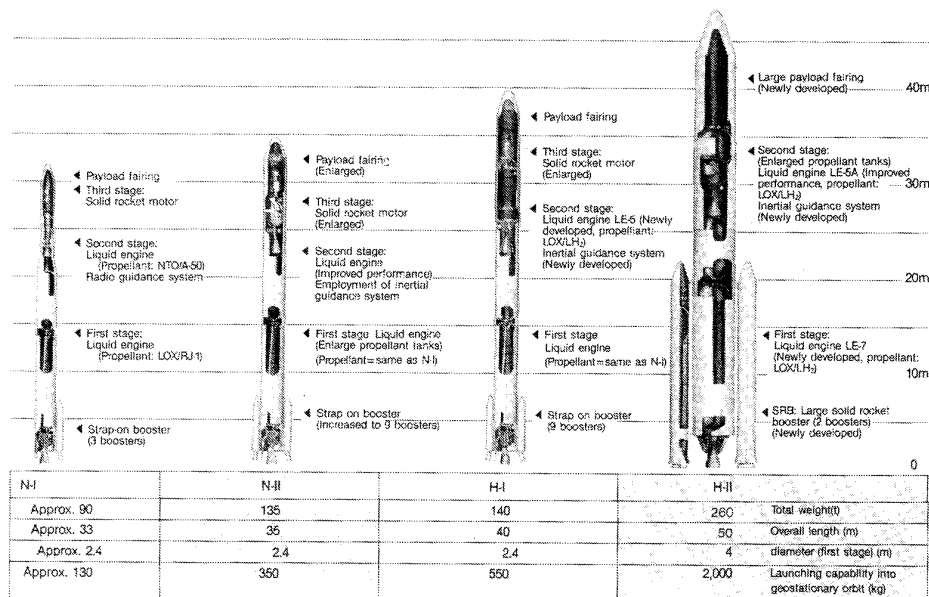 Payload fairing
Third stage:
Solid rocket motor
Second stage:
Liquid engine
(Propellant: NTO/A-50)
Radio guidance system
First stage:
Liquid engine
(Propellant: LOX/RJ-1)
Strap-on booster
(3 boosters)
Payload fairing
(Enlarged)
Third stage:
Solid rocket motor
(Enlarged)
Second stage:
Liquid engine
(Improved performance)
Employment of inertial
guidance system
First stage Liquid engine
(Enlarge propellant tanks)
(Propellant=same as N-I)
Strap on booster
(Increased to 9 boosters)
Payload fairing
Third stage:
Solid rocket motor
(Enlarged)
Second stage:
Liquid engine LE-5 (Newly
developed, propellant:
LOX/LH₂)
Inertial guidance system
(Newly developed)
First stage
Liquid engine
(Propellant=same as N-I)
Strap on booster
(9 boosters)
Large payload fairing
(Newly developed)
Second stage:
(Enlarged propellant tanks)
Liquid engine LE-5A (Improved
performance, propellant:
LOX/LH₂)
Inertial guidance system
(Newly developed)
First stage:
Liquid engine LE-7
(Newly developed, propellant:
LOX/LH₂)
SRB: Large solid rocket
booster (2 boosters)
(Newly developed)
40m
30m
20m
10m
0
N-I N-II H-I H-II
Approx. 90 135 140 260 Total weight(t)
Approx. 33 35 40 50 Overall length (m)
Approx. 2.4 2.4 2.4 4 diameter (first stage) (m)
Approx. 130 350 550 2,000 Launching capability into
geostationary orbit (kg)